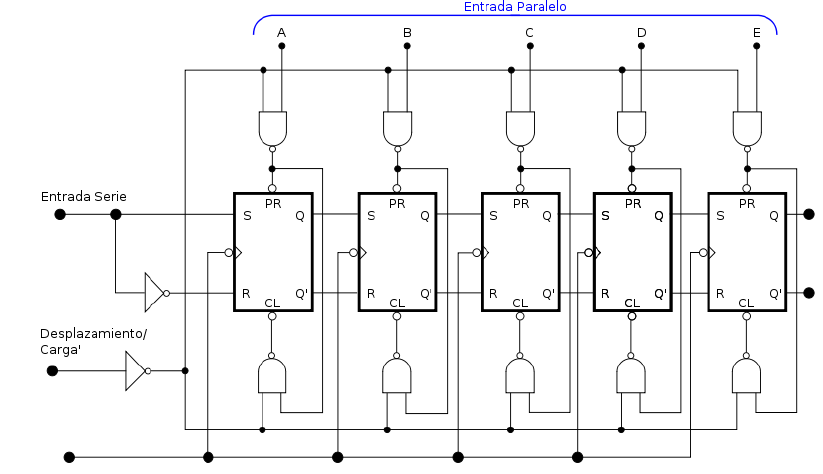 Entrada Paralelo
A B C D E
Entrada Serie
PR PR PR PR PR
S Q S Q S Q S Q S Q
R Q' R Q' R Q' R Q' R Q'
CL CL CL CL CL
Desplazamiento/
Carga'